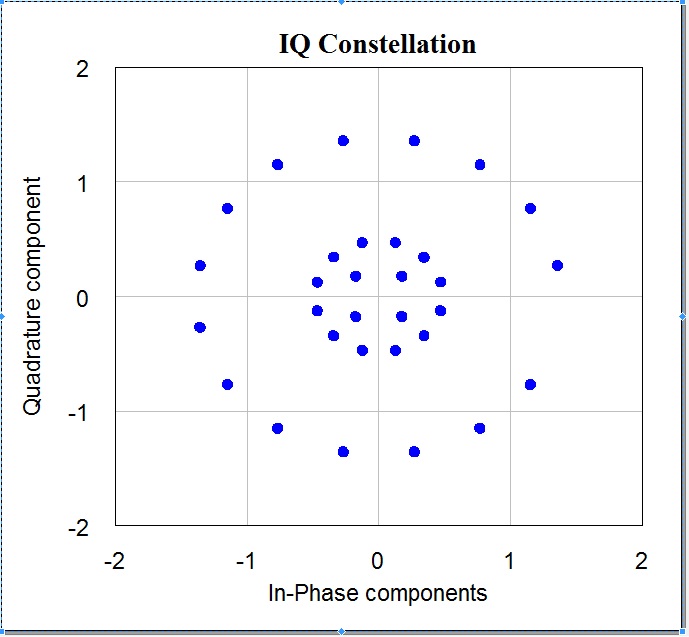 IQ Constellation
2
1
0
-1
-2
Quadrature component
-2 -1 0 1 2
In-Phase components